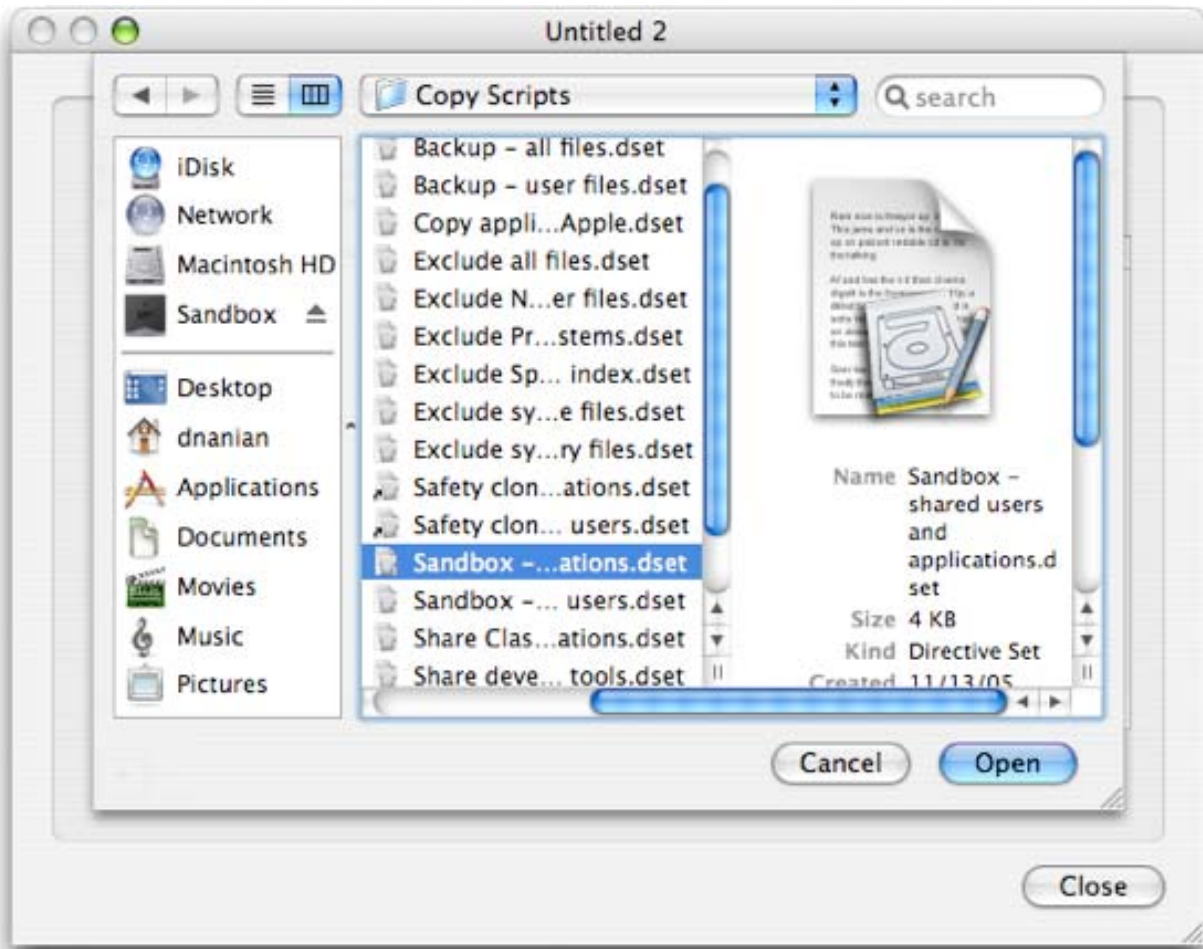 Untitled 2
Copy Scripts
search
iDisk
Network
Macintosh HD
Sandbox
Desktop
dnanian
Applications
Documents
Movies
Music
Pictures
Backup – all files.dset
Backup – user files.dset
Copy appli...Apple.dset
Exclude all files.dset
Exclude N...er files.dset
Exclude Pr...stems.dset
Exclude Sp... index.dset
Exclude sy...e files.dset
Exclude sy...ry files.dset
Safety clon...ations.dset
Safety clon... users.dset
Sandbox –...ations.dset
Sandbox –... users.dset
Share Clas...ations.dset
Share deve... tools.dset
Name Sandbox –
shared users
and
applications.d
set
Size 4 KB
Kind Directive Set
Created 11/13/05
Cancel
Open
Close